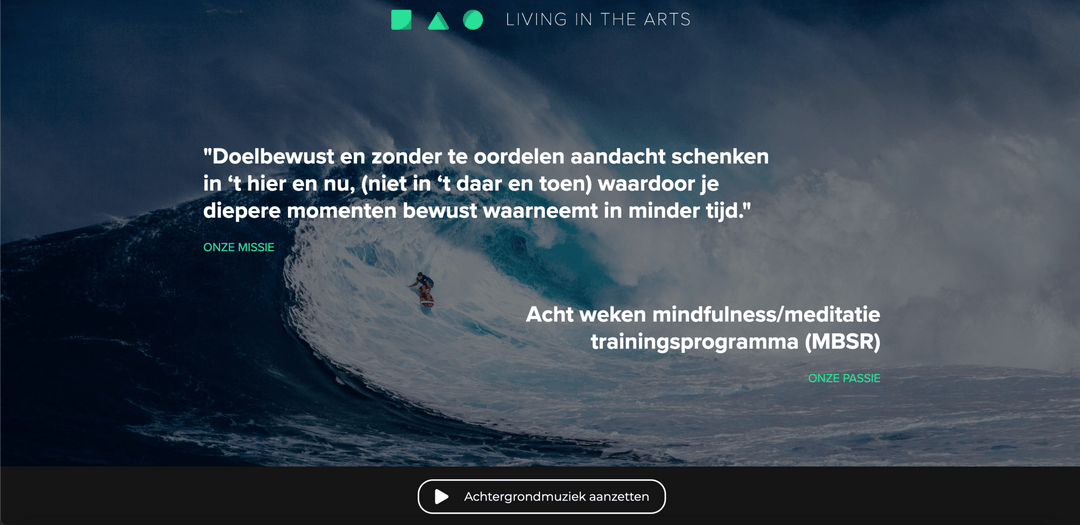 LIVING IN THE ARTS
"Doelbewust en zonder te oordelen aandacht schenken
in ‘t hier en nu, (niet in ‘t daar en toen) waardoor je
diepere momenten bewust waarneemt in minder tijd."
ONZE MISSIE
Acht weken mindfulness/meditatie
trainingsprogramma (MBSR)
ONZE PASSIE
Achtergrondmuziek aanzetten